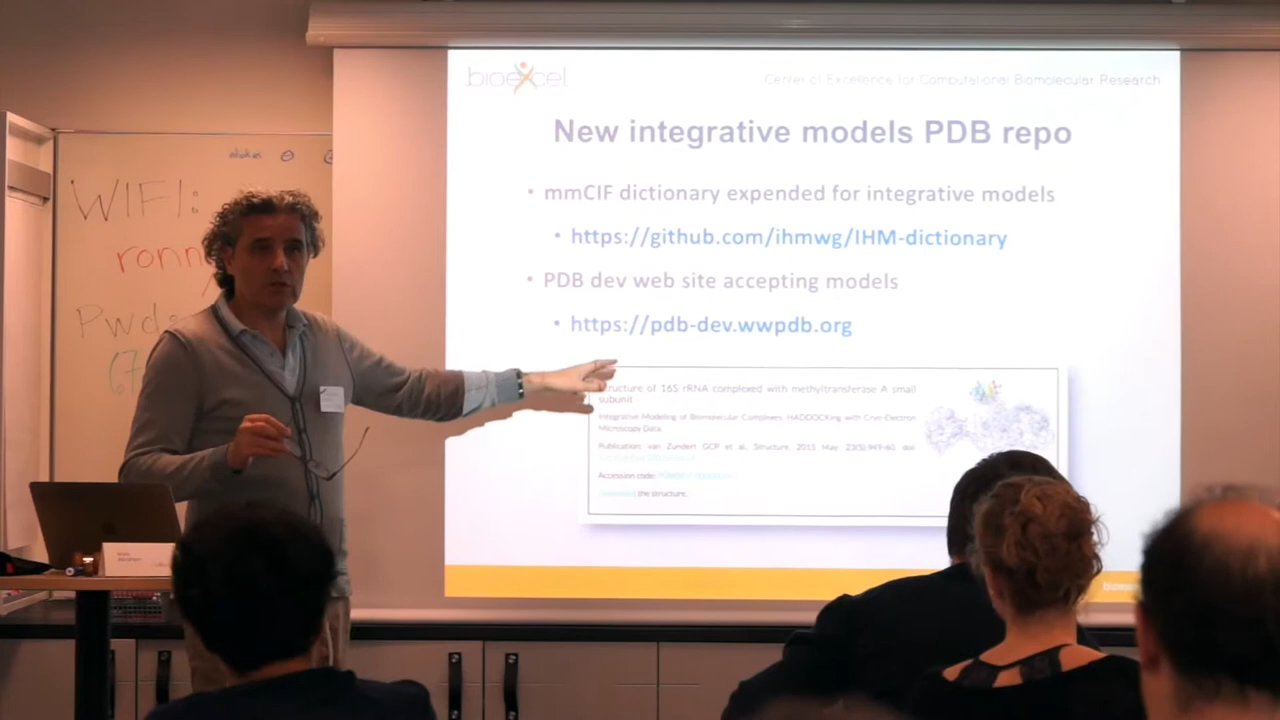 bioexcel
Center of Excellence for Computational Biomolecular Research
New integrative models PDB repo
• mmCIF dictionary expended for integrative models
• https://github.com/ihmwg/IHM-dictionary
• PDB dev web site accepting models
• https://pdb-dev.wwpdb.org
WIFI:
ronn
Pwd:
(7
Structure of 16S rRNA complexed with methyltransferase A small
subunit
Integrative Modeling of Biomolecular Complexes: HADDOCKing with Cryo-Electron
Microscopy Data.
Publication: van Zundert GCP et al. Structure. 2015 May; 23(5):949-60. doi:
Accession code:
the structure.
Mark
Abraham